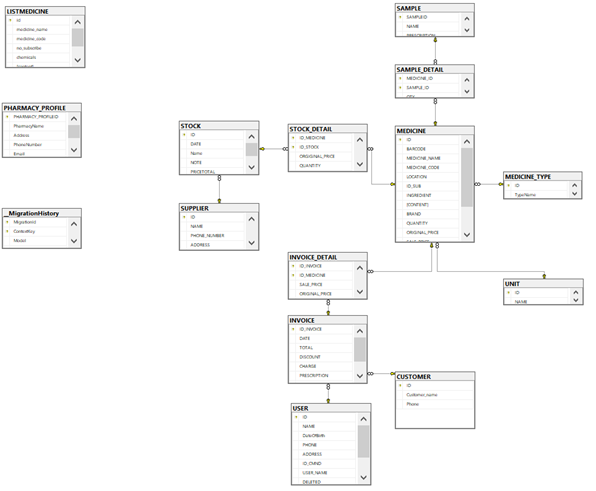 LISTMEDICINE
id
medicine_name
medicine_code
no_subscribe
chemicals
PHARMACY_PROFILE
PHARMACY_PROFILEID
PharmacyName
Address
PhoneNumber
Email
__MigrationHistory
MigrationId
ContextKey
Model
STOCK
ID
DATE
Name
NOTE
PRICETOTAL
SUPPLIER
ID
NAME
PHONE_NUMBER
ADDRESS
STOCK_DETAIL
ID_MEDICINE
ID_STOCK
ORIGINAL_PRICE
QUANTITY
SAMPLE
SAMPLEID
NAME
PRESCRIPTION
SAMPLE_DETAIL
MEDICINE_ID
SAMPLE_ID
QTY
MEDICINE
ID
BARCODE
MEDICINE_NAME
MEDICINE_CODE
LOCATION
ID_SUB
INGREDIENT
[CONTENT]
BRAND
QUANTITY
ORIGINAL_PRICE
MEDICINE_TYPE
ID
TypeName
UNIT
ID
NAME
INVOICE_DETAIL
ID_INVOICE
ID_MEDICINE
SALE_PRICE
ORIGINAL_PRICE
INVOICE
ID_INVOICE
DATE
TOTAL
DISCOUNT
CHARGE
PRESCRIPTION
CUSTOMER
ID
Customer_name
Phone
USER
ID
NAME
DateOfBirth
PHONE
ADDRESS
ID_CMND
USER_NAME
DELETED